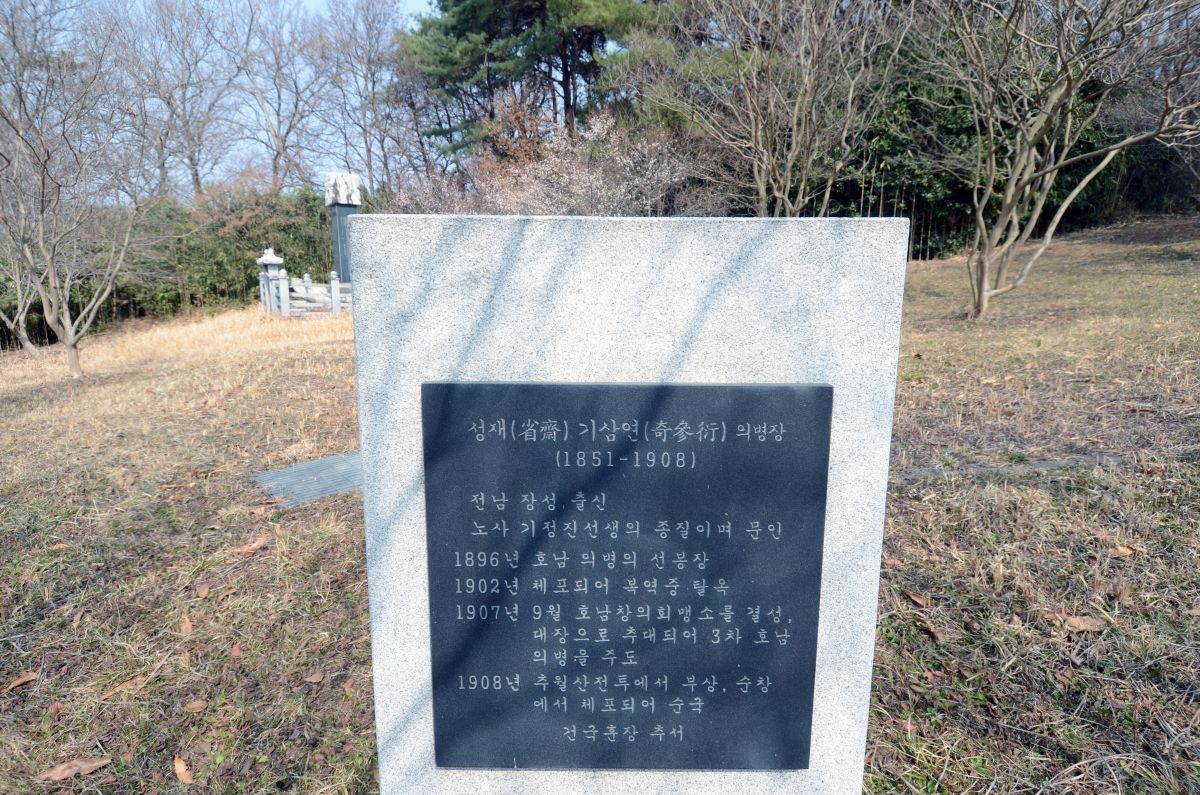 성재(省齋) 기삼연(奇參衍) 의병장
(1851-1908)
전남 장성, 출신
노사 기정진선생의 종질이며 문인
1896년 호남 의병의 선봉장
1902년 체포되어 복역중 탈옥
1907년 9월 호남창의회맹소를 결성,
대장으로 추대되어 3차 호남
의병을 주도
1908년 추월산전투에서 부상, 순창
에서 체포되어 순국
건국훈장 추서